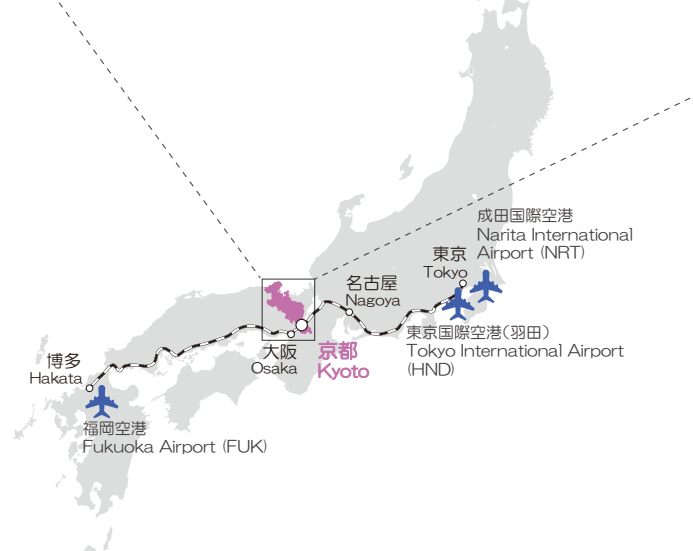 成田国際空港
Narita International
Airport (NRT)
東京
Tokyo
名古屋
Nagoya
東京国際空港(羽田)
Tokyo International Airport
(HND)
大阪
Osaka
京都
Kyoto
博多
Hakata
福岡空港
Fukuoka Airport (FUK)